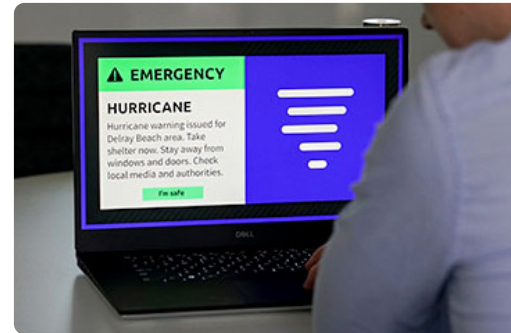 EMERGENCY
HURRICANE
Hurricane warning issued for
Delray Beach area. Take
shelter now. Stay away from
windows and doors. Check
local media and authorities.
I'm safe
DELL